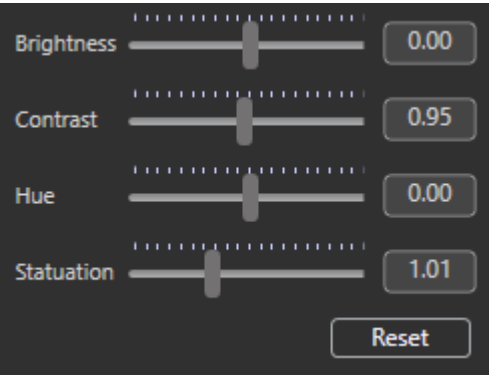 Brightness 0.00
Contrast 0.95
Hue 0.00
Statuation 1.01
Reset